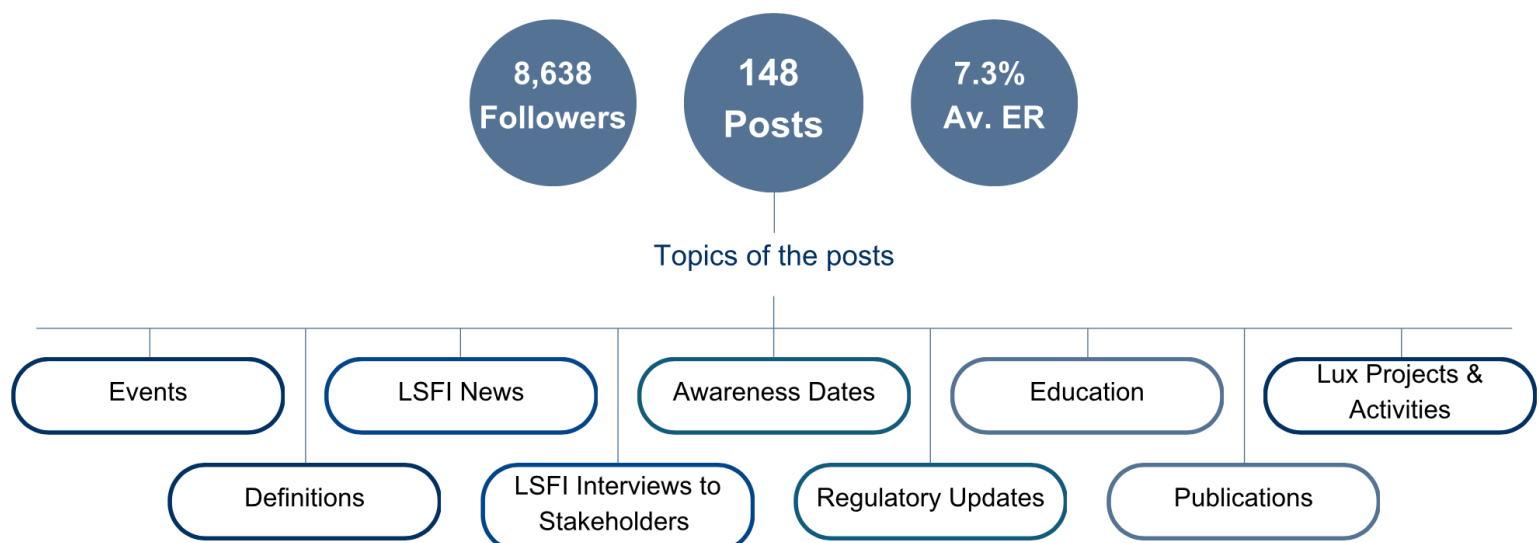 8,638
Followers
148
Posts
7.3%
Av. ER
Topics of the posts
Events
LSFI News
Awareness Dates
Education
Lux Projects &
Activities
Definitions
LSFI Interviews to
Stakeholders
Regulatory Updates
Publications